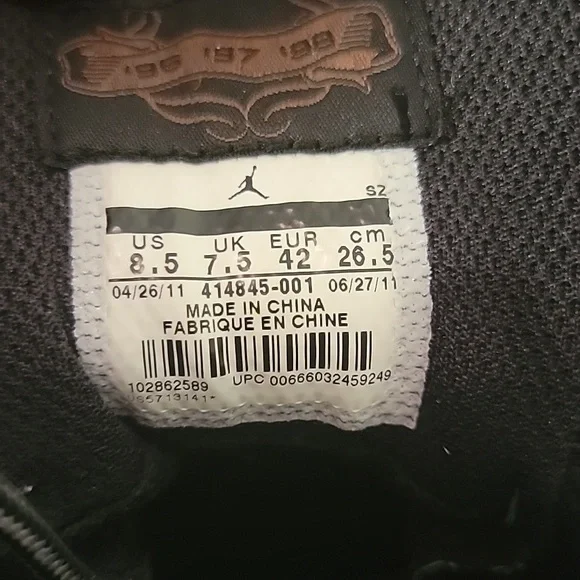 '96 '97 '98
SZ
US UK EUR cm
8.5 7.5 42 26.5
04/26/11 414845-001 06/27/11
MADE IN CHINA
FABRIQUE EN CHINE
102862589 UPC 00666032459249